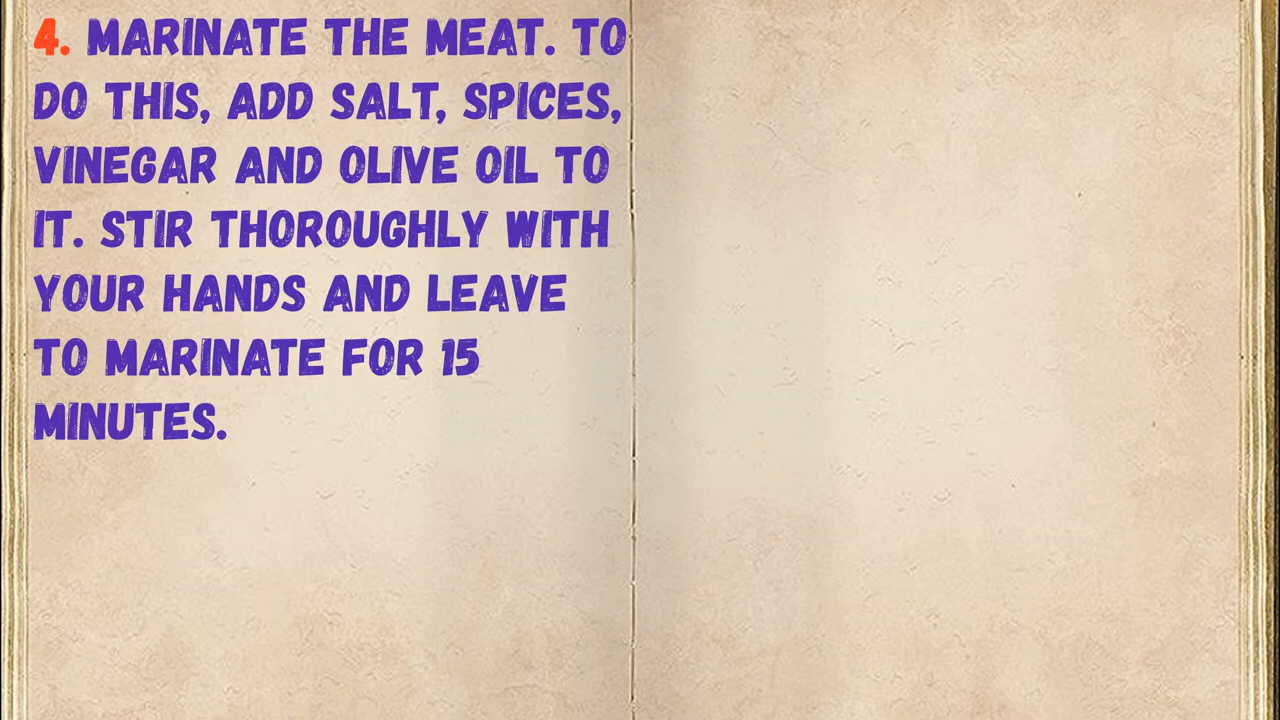 4. MARINATE THE MEAT. TO
DO THIS, ADD SALT, SPICES,
VINEGAR AND OLIVE OIL TO
IT. STIR THOROUGHLY WITH
YOUR HANDS AND LEAVE
TO MARINATE FOR 15
MINUTES.